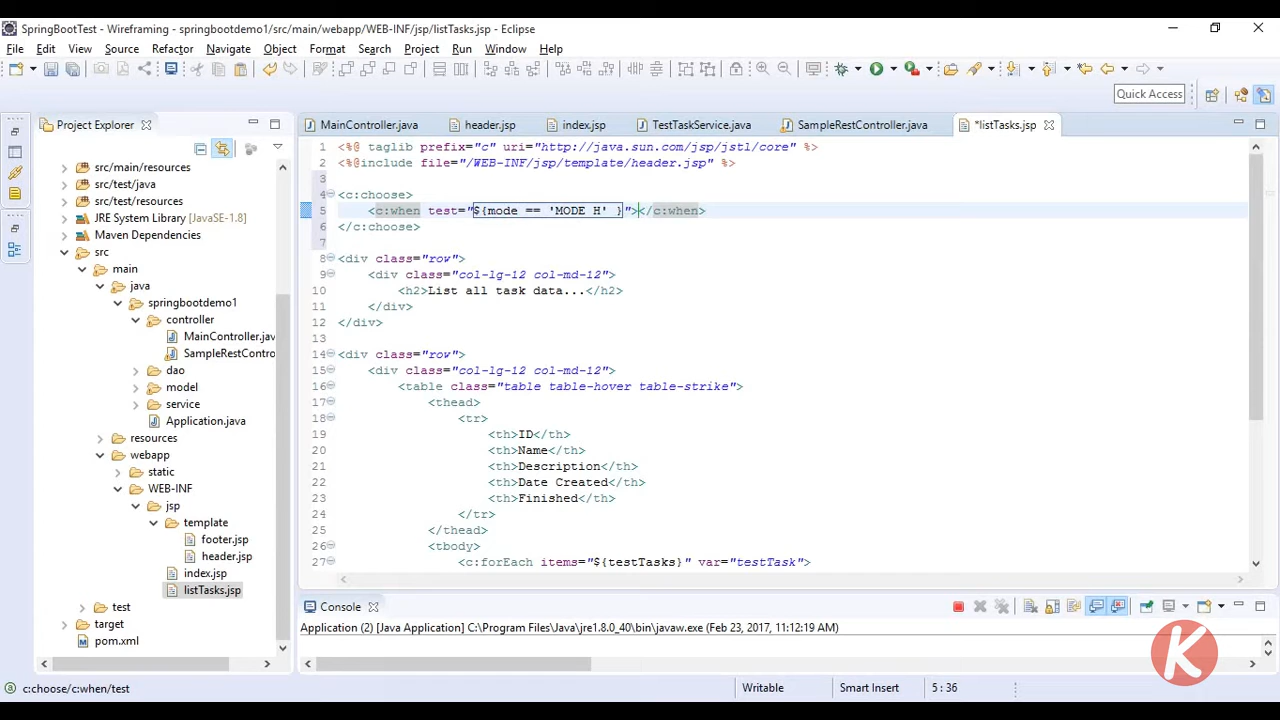 SpringBootTest - Wireframing - springbootdemo1/src/main/webapp/WEB-INF/jsp/listTasks.jsp - Eclipse
File Edit View Source Refactor Navigate Object Format Search Project Run Window Help
Quick Access
Project Explorer
MainController.java header.jsp index.jsp TestTaskService.java SampleRestController.java *listTasks.jsp
src/main/resources
src/test/java
src/test/resources
JRE System Library [JavaSE-1.8]
Maven Dependencies
src
main
java
springbootdemo1
controller
MainController.jav
SampleRestContro
dao
model
service
Application.java
resources
webapp
static
WEB-INF
jsp
template
footer.jsp
header.jsp
index.jsp
listTasks.jsp
test
target
pom.xml
1 <%@ taglib prefix="c" uri="http://java.sun.com/jsp/jstl/core" %>
2 <%@include file="/WEB-INF/jsp/template/header.jsp" %>
3
4 <c:choose>
5 <c:when test="${mode == 'MODE H' }"></c:when>
6 </c:choose>
7
8 <div class="row">
9 <div class="col-lg-12 col-md-12">
10 <h2>List all task data...</h2>
11 </div>
12 </div>
13
14 <div class="row">
15 <div class="col-lg-12 col-md-12">
16 <table class="table table-hover table-strike">
17 <thead>
18 <tr>
19 <th>ID</th>
20 <th>Name</th>
21 <th>Description</th>
22 <th>Date Created</th>
23 <th>Finished</th>
24 </tr>
25 </thead>
26 <tbody>
27 <c:forEach items="${testTasks}" var="testTask">
Console
Application (2) [Java Application] C:\Program Files\Java\jre1.8.0_40\bin\javaw.exe (Feb 23, 2017, 11:12:19 AM)
K
c:choose/c:when/test Writable Smart Insert 5 : 36